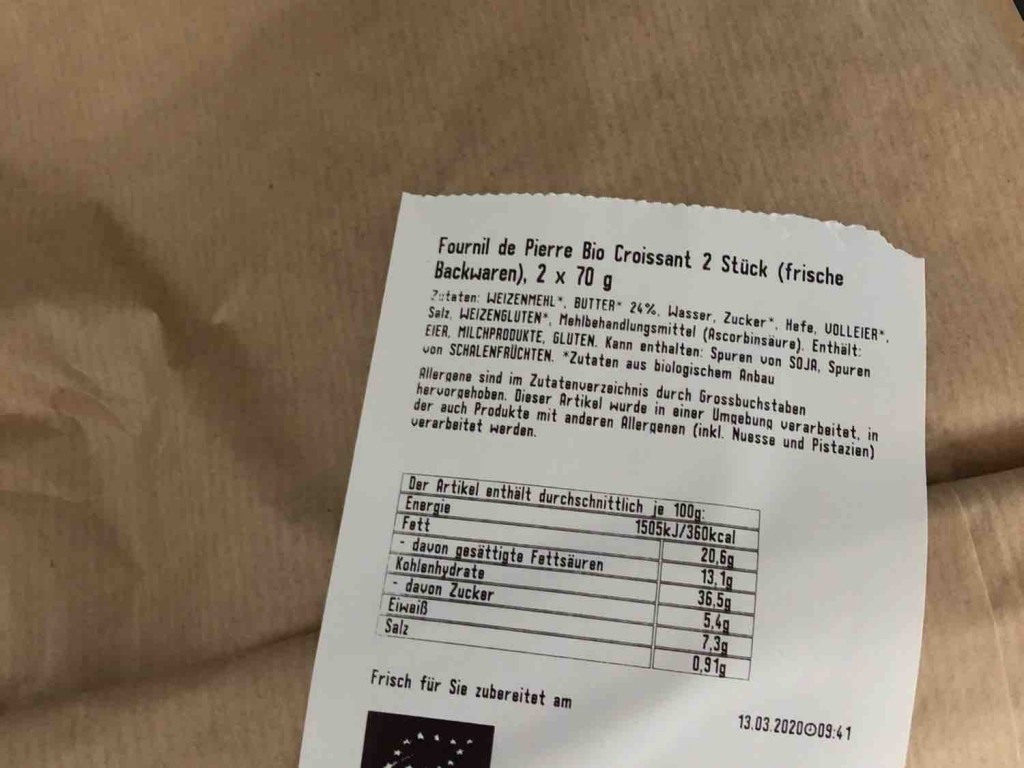 Fournil de Pierre Bio Croissant 2 Stück (frische
Backwaren), 2 x 70 g
Zutaten: WEIZENMEHL*, BUTTER* 24%, Wasser, Zucker*, Hefe, VOLLEIER*,
Salz, WEIZENGLUTEN*, Mehlbehandlungsmittel (Ascorbinsäure). Enthält:
EIER, MILCHPRODUKTE, GLUTEN. Kann enthalten: Spuren von SOJA, Spuren
von SCHALENFRÜCHTEN. *Zutaten aus biologischem Anbau
Allergene sind im Zutatenverzeichnis durch Grossbuchstaben
hervorgehoben. Dieser Artikel wurde in einer Umgebung verarbeitet, in
der auch Produkte mit anderen Allergenen (inkl. Nuesse und Pistazien)
verarbeitet werden.
Der Artikel enthält durchschnittlich je 100g:
Energie 1505kJ/360kcal
Fett 20,6g
- davon gesättigte Fettsäuren 13,1g
Kohlenhydrate 36,5g
- davon Zucker 5,4g
Eiweiß 7,3g
Salz 0,91g
Frisch für Sie zubereitet am 13.03.2020 09:41